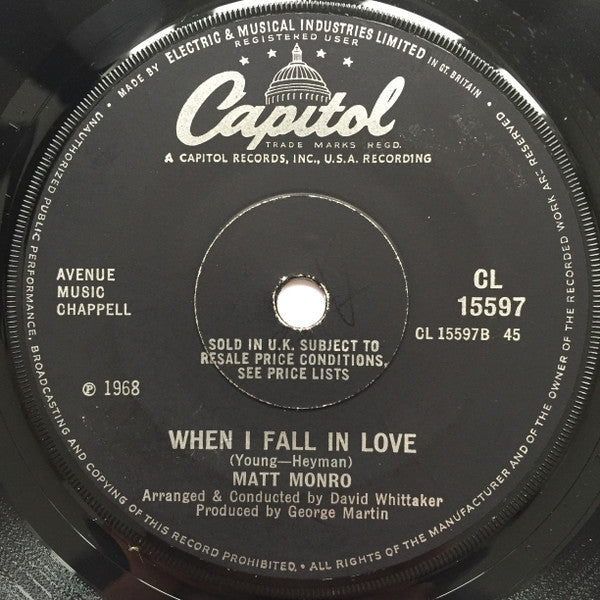 MADE BY ELECTRIC & MUSICAL INDUSTRIES LIMITED IN GT. BRITAIN • UNAUTHORIZED PUBLIC PERFORMANCE, BROADCASTING AND COPYING OF THIS RECORD PROHIBITED. • ALL RIGHTS OF THE MANUFACTURER AND OF THE OWNER OF THE RECORDED WORK ARE RESERVED •
REGISTERED USER
Capitol
TRADE MARKS REGD.
A CAPITOL RECORDS, INC., U.S.A. RECORDING
AVENUE
MUSIC
CHAPPELL
CL
15597
CL 15597B 45
SOLD IN U.K. SUBJECT TO
RESALE PRICE CONDITIONS,
SEE PRICE LISTS
℗ 1968
WHEN I FALL IN LOVE
(Young—Heyman)
MATT MONRO
Arranged & Conducted by David Whittaker
Produced by George Martin